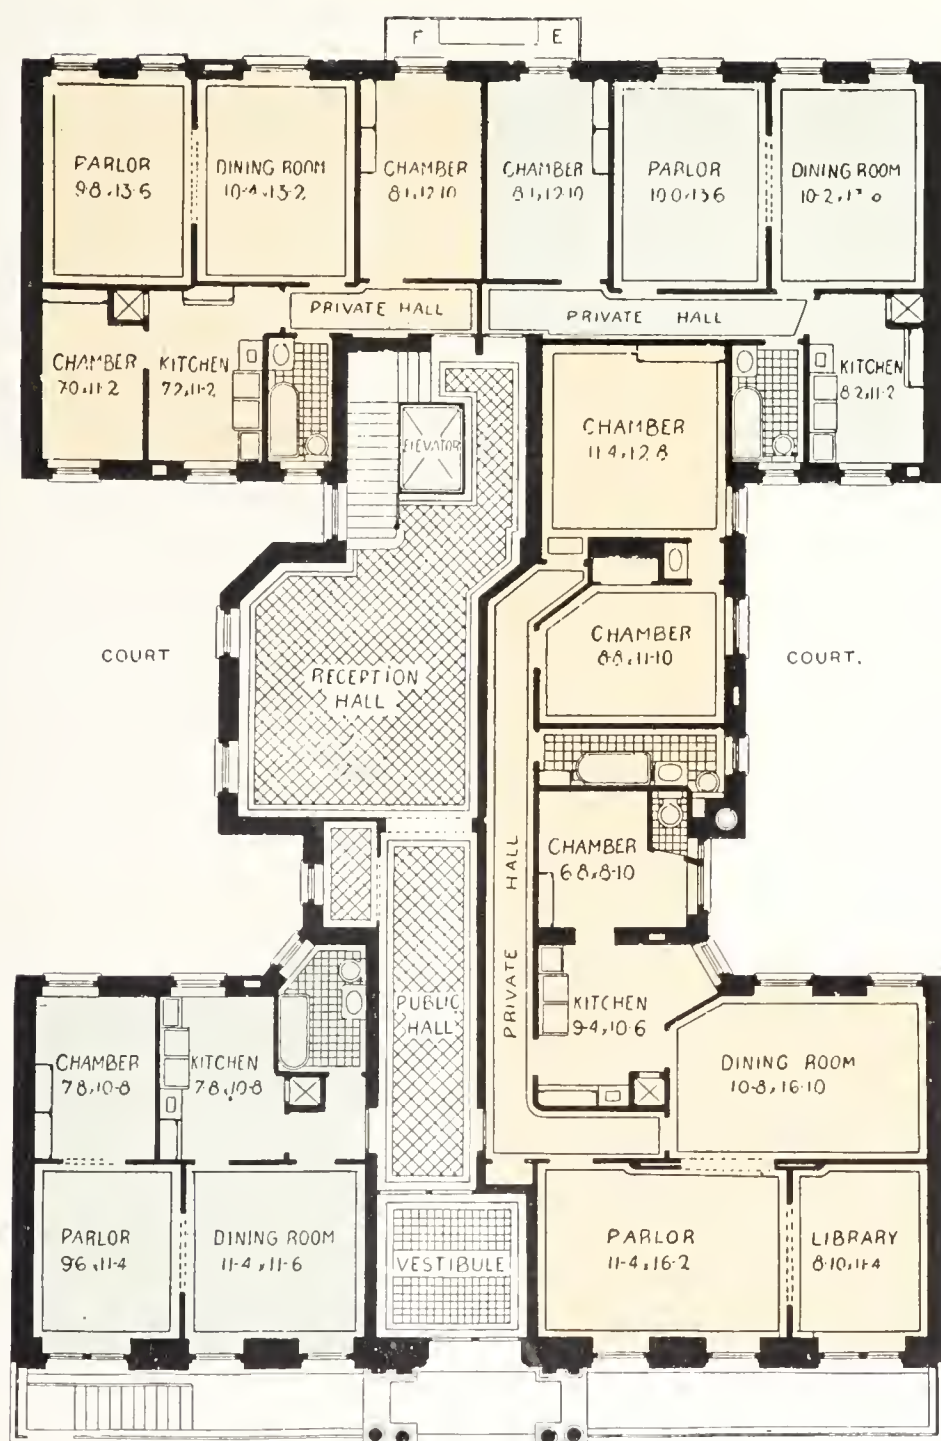 F E
PARLOR
9-8 x 13-6
DINING ROOM
10-4 x 13-2
CHAMBER
8-1 x 12-10
CHAMBER
8-1 x 12-10
PARLOR
10-0 x 13-6
DINING ROOM
10-2 x
PRIVATE HALL
PRIVATE HALL
CHAMBER
7-0 x 11-2
KITCHEN
7-2 x 11-2
ELEVATOR
CHAMBER
11-4 x 12-8
KITCHEN
8-2 x 11-2
COURT
RECEPTION
HALL
CHAMBER
8-8 x 11-10
COURT.
PRIVATE HALL
CHAMBER
6-8 x 8-10
PUBLIC
HALL
KITCHEN
9-4 x 10-6
CHAMBER
7-8 x 10-8
KITCHEN
7-8 x 10-8
DINING ROOM
10-8 x 16-10
PARLOR
9-6 x 11-4
DINING ROOM
11-4 x 11-6
VESTIBULE
PARLOR
11-4 x 16-2
LIBRARY
8-10 x 11-4